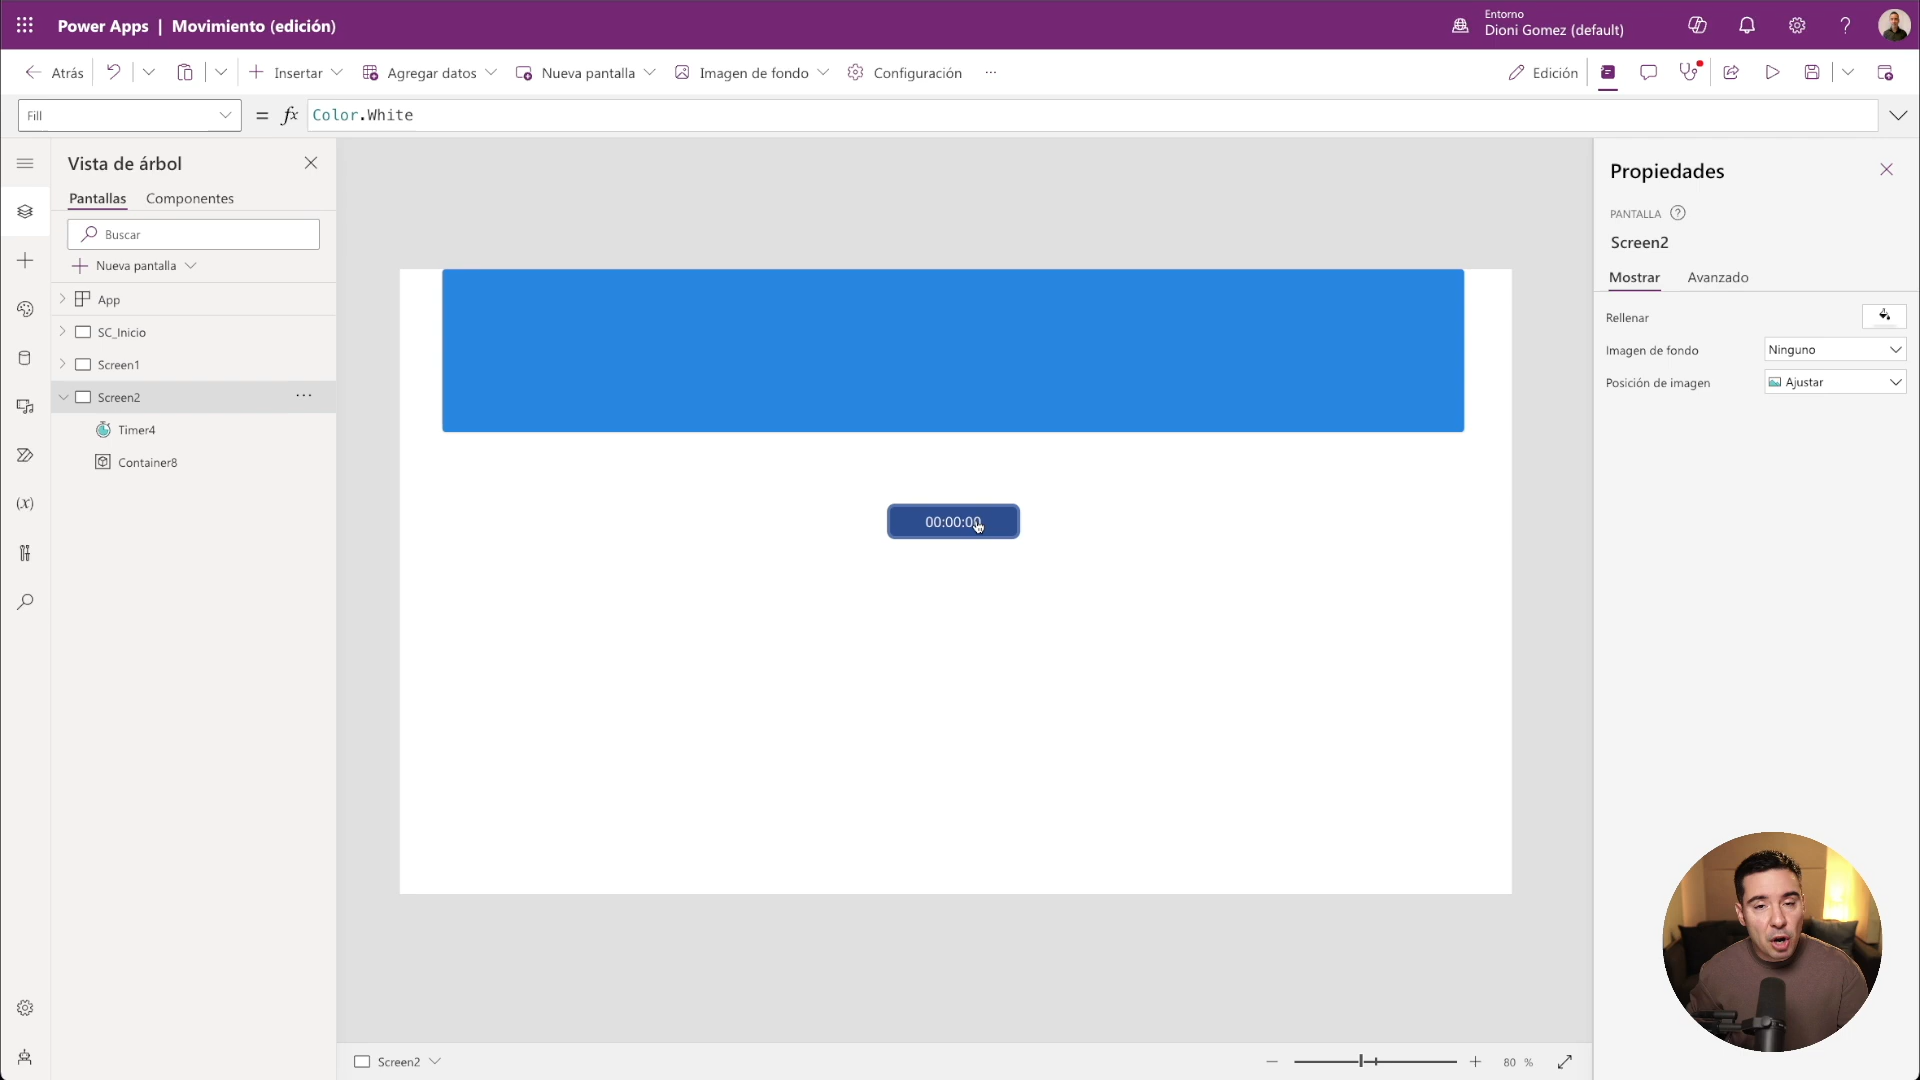 Power Apps | Movimiento (edición)
Entorno
Dioni Gomez (default)
Atrás
Insertar
Agregar datos
Nueva pantalla
Imagen de fondo
Configuración
...
Edición
Fill
= fx Color.White
Vista de árbol
Pantallas Componentes
Buscar
Nueva pantalla
App
SC_Inicio
Screen1
Screen2 ...
Timer4
Container8
(x)
00:00:00
Propiedades
PANTALLA
Screen2
Mostrar Avanzado
Rellenar
Imagen de fondo Ninguno
Posición de imagen Ajustar
Screen2
80 %